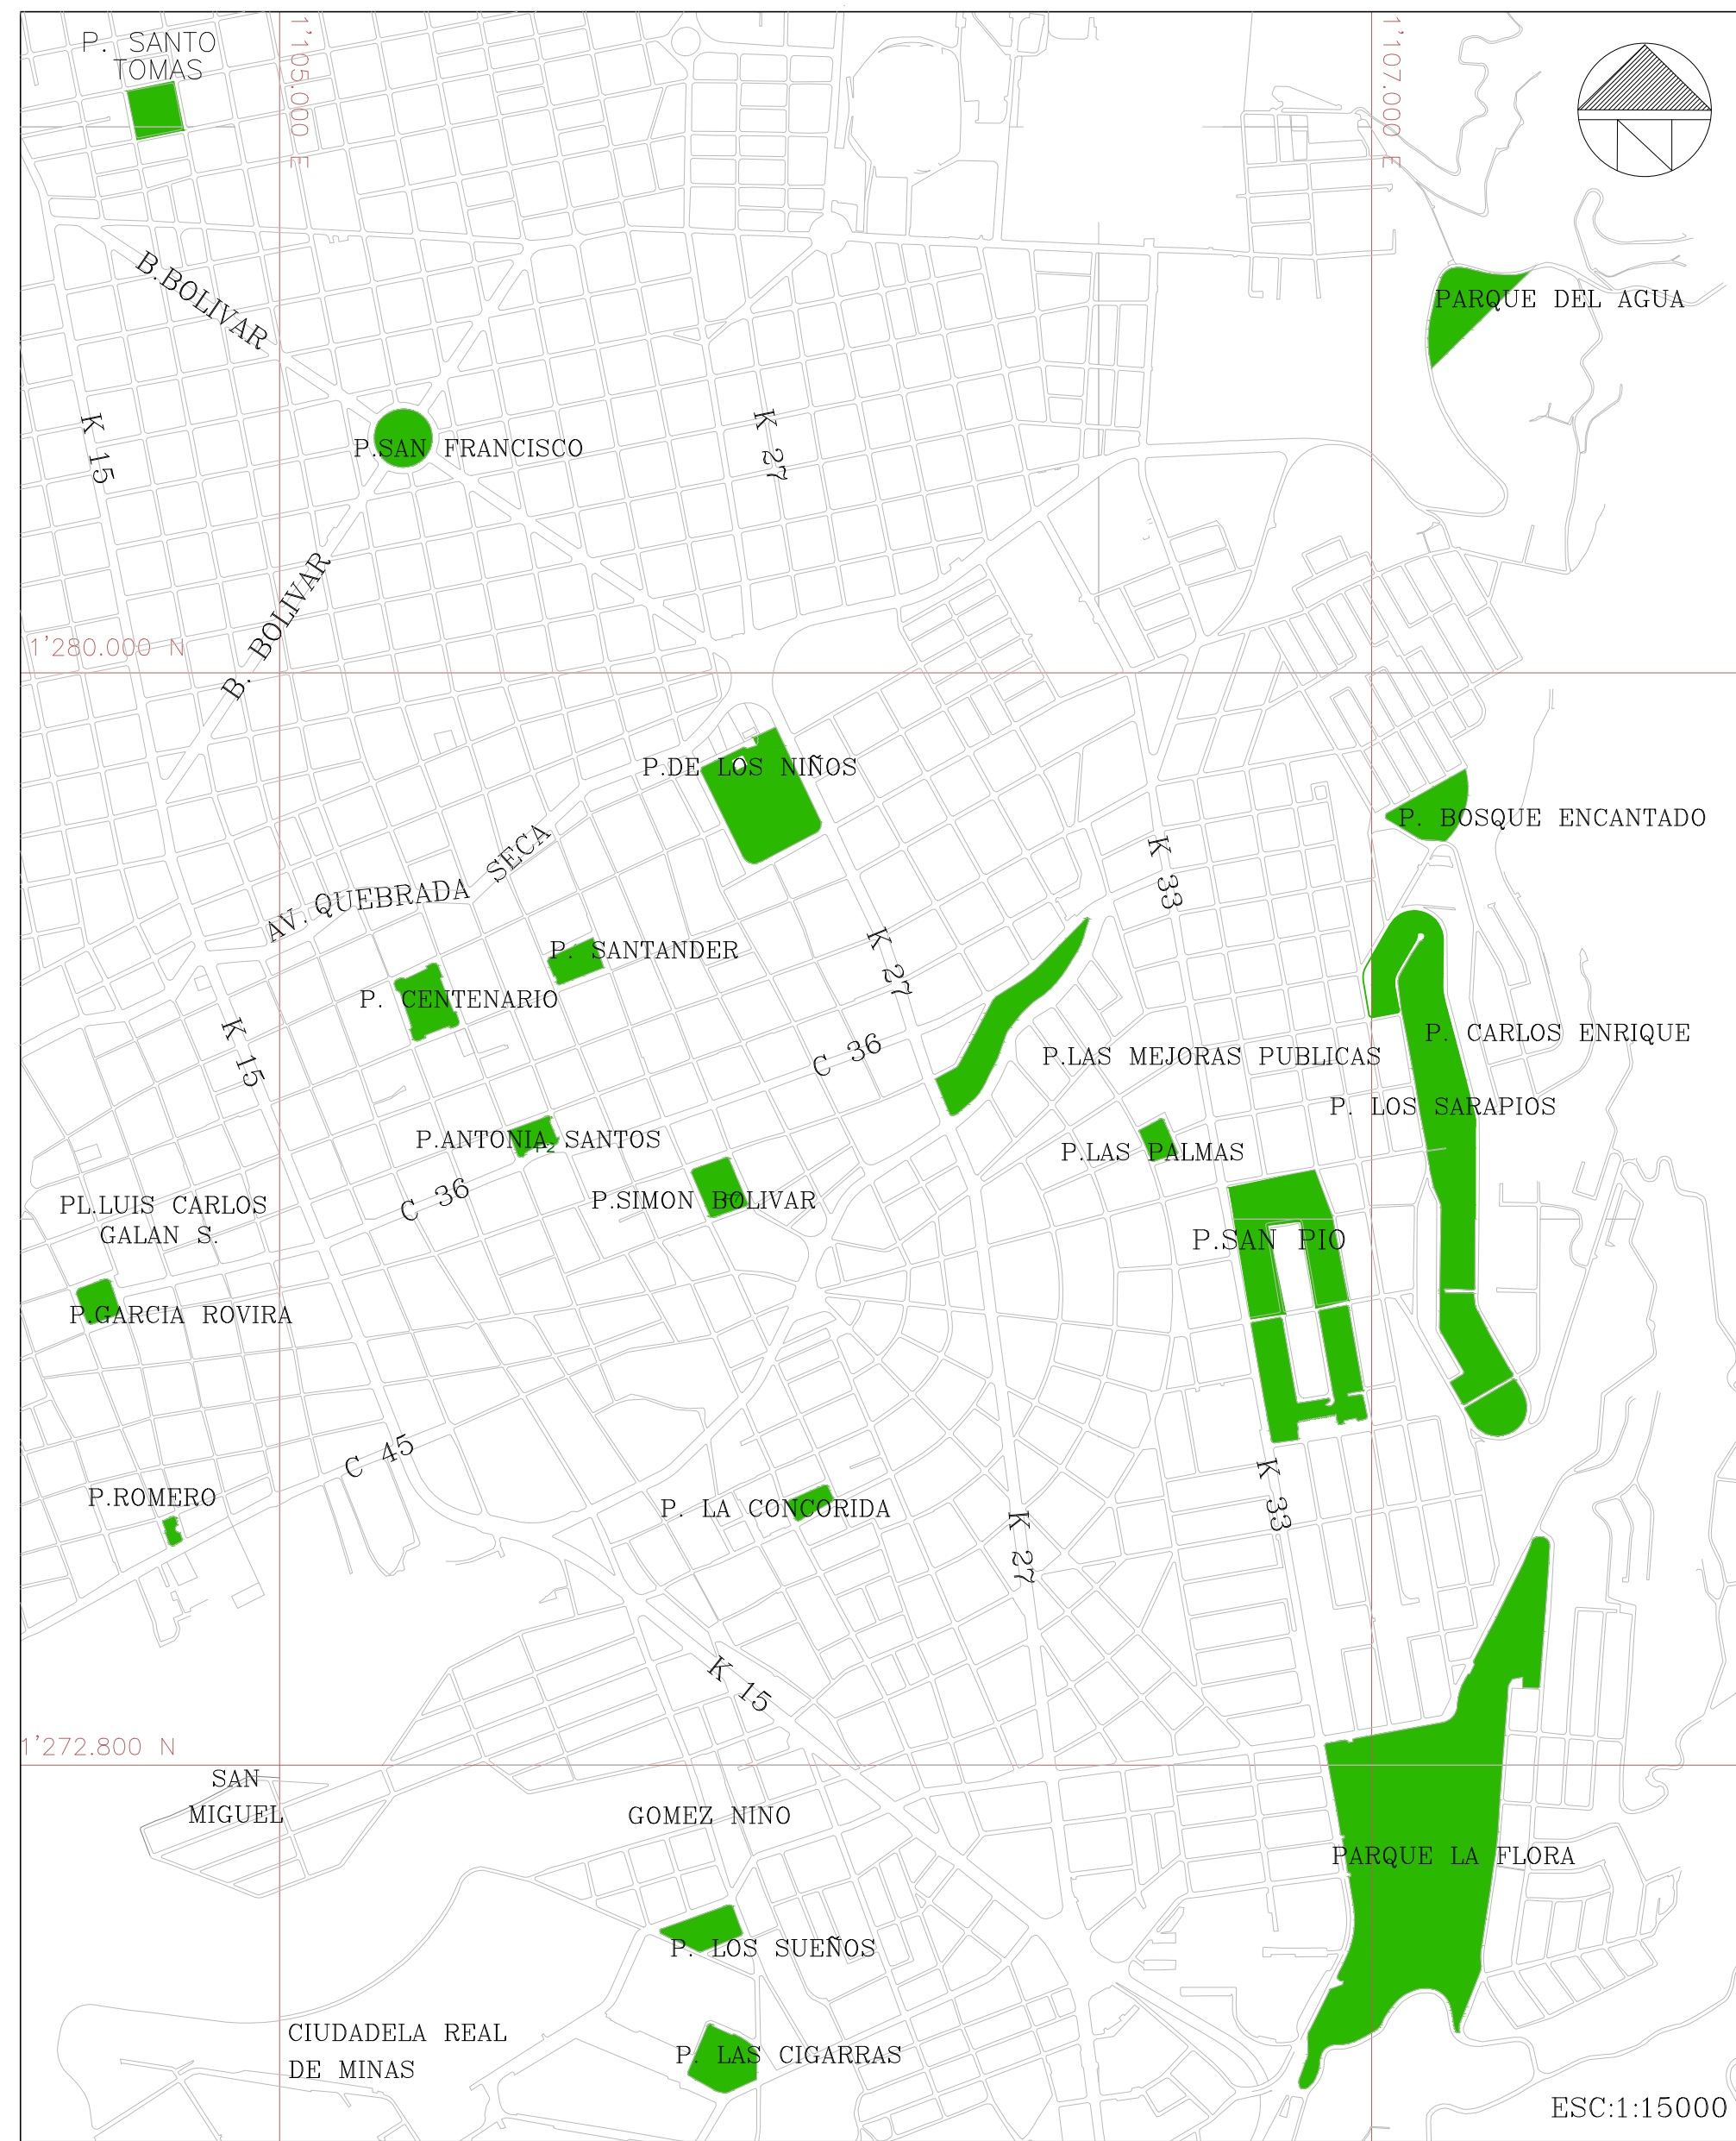 P. SANTO
TOMAS
1'105.000 E
1'107.000 E
N
B.BOLIVAR
PARQUE DEL AGUA
K 15
K 27
P.SAN FRANCISCO
B. BOLIVAR
1'280.000 N
P.DE LOS NIÑOS
P. BOSQUE ENCANTADO
AV. QUEBRADA SECA
K 33
P. SANTANDER
K 27
P. CENTENARIO
K 15
C 36
P.LAS MEJORAS PUBLICAS
P. CARLOS ENRIQUE
P. LOS SARAPIOS
P.ANTONIA SANTOS
P.LAS PALMAS
C 36
P.SIMON BOLIVAR
PL.LUIS CARLOS
GALAN S.
P.SAN PIO
P.GARCIA ROVIRA
C 45
P.ROMERO
P. LA CONCORIDA
K 33
K 27
K 15
1'272.800 N
SAN
MIGUEL
GOMEZ NINO
PARQUE LA FLORA
P. LOS SUEÑOS
CIUDADELA REAL
DE MINAS
P. LAS CIGARRAS
ESC:1:15000